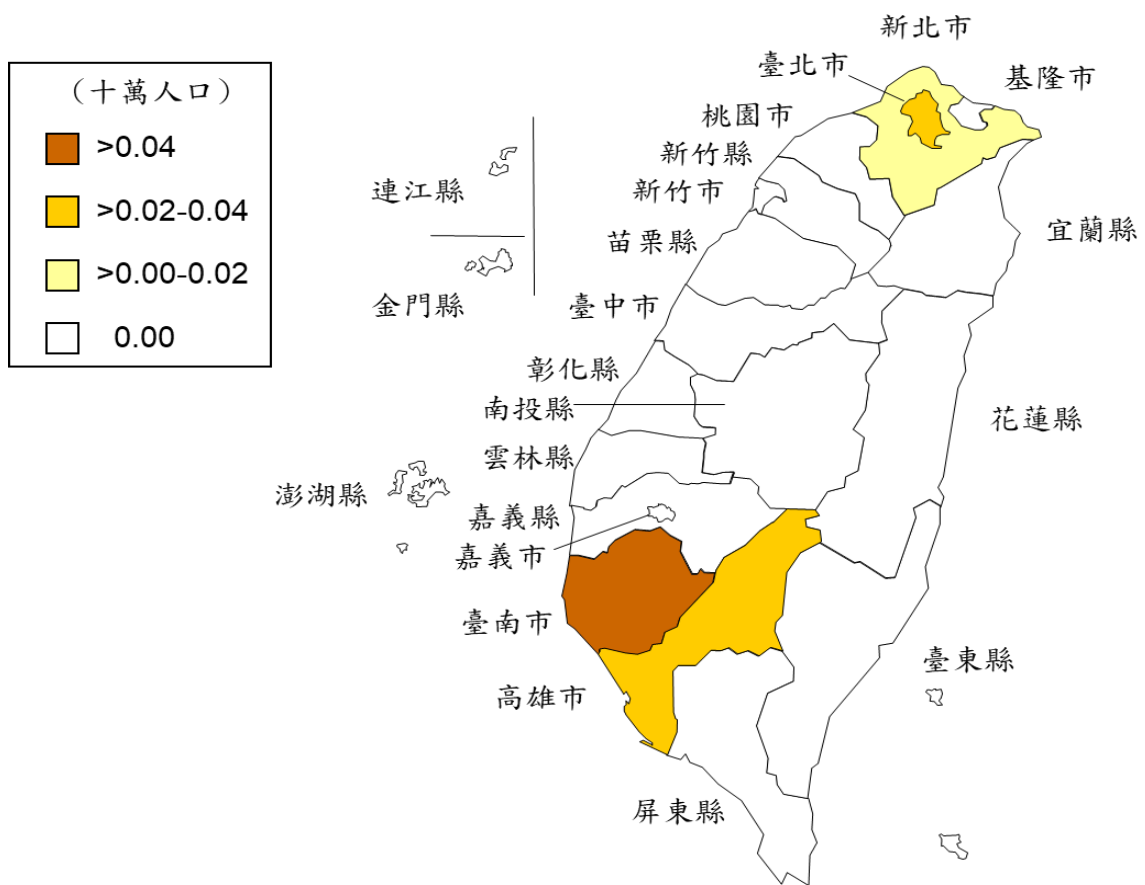 （十萬人口）
>0.04
>0.02-0.04
>0.00-0.02
0.00
新北市
臺北市
基隆市
桃園市
新竹縣
新竹市
連江縣
苗栗縣
宜蘭縣
金門縣
臺中市
彰化縣
南投縣
花蓮縣
雲林縣
澎湖縣
嘉義縣
嘉義市
臺南市
臺東縣
高雄市
屏東縣